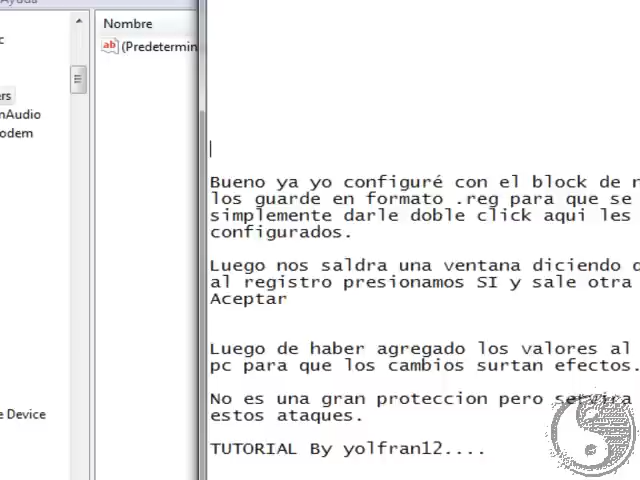 Ayuda
c
ers
nAudio
odem
e Device
Nombre
ab (Predetermin
Bueno ya yo configuré con el block de n
los guarde en formato .reg para que se
simplemente darle doble click aqui les
configurados.
Luego nos saldra una ventana diciendo
al registro presionamos SI y sale otra
Aceptar
Luego de haber agregado los valores al
pc para que los cambios surtan efectos.
No es una gran proteccion pero servira
estos ataques.
TUTORIAL By yolfran12....